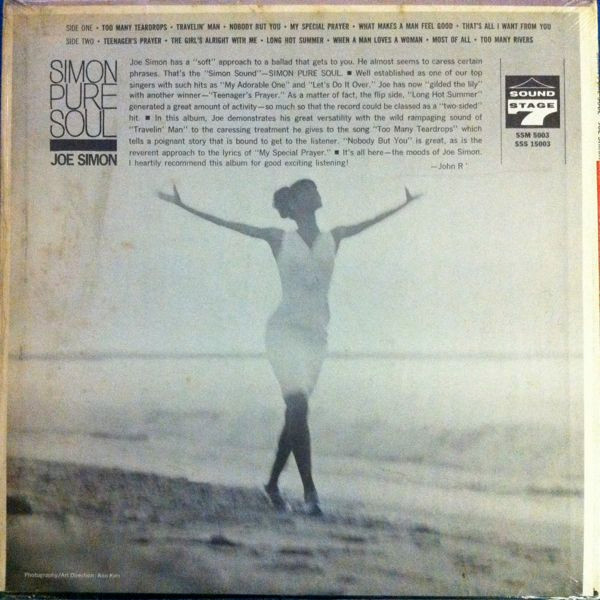 SIDE ONE • TOO MANY TEARDROPS • TRAVELIN' MAN • NOBODY BUT YOU • MY SPECIAL PRAYER • WHAT MAKES A MAN FEEL GOOD • THAT'S ALL I WANT FROM YOU
SIDE TWO • TEENAGER'S PRAYER • THE GIRL'S ALRIGHT WITH ME • LONG HOT SUMMER • WHEN A MAN LOVES A WOMAN • MOST OF ALL • TOO MANY RIVERS
SIMON
PURE
SOUL
JOE SIMON
Joe Simon has a "soft" approach to a ballad that gets to you. He almost seems to caress certain
phrases. That's the "Simon Sound"—SIMON PURE SOUL. ■ Well established as one of our top
singers with such hits as "My Adorable One" and "Let's Do It Over." Joe has now "gilded the lily"
with another winner—"Teenager's Prayer." As a matter of fact, the flip side, "Long Hot Summer"
generated a great amount of activity—so much so that the record could be classed as a "two-sided"
hit. ■ In this album, Joe demonstrates his great versatility with the wild rampaging sound of
"Travelin' Man" to the caressing treatment he gives to the song "Too Many Teardrops" which
tells a poignant story that is bound to get to the listener. "Nobody But You" is great, as is the
reverent approach to the lyrics of "My Special Prayer." ■ It's all here—the moods of Joe Simon.
I heartily recommend this album for good exciting listening!
—John R
SOUND
STAGE
7
SSM 5003
SSS 15003
Photography/Art Direction: